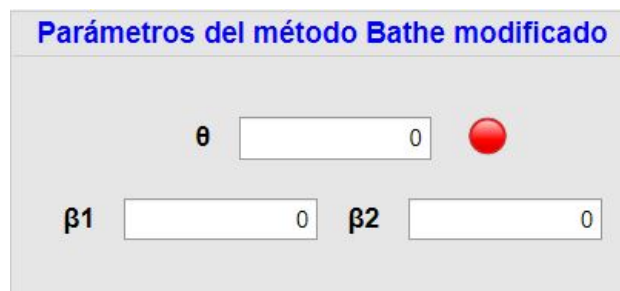 Parámetros del método Bathe modificado
θ 0
β1 0 β2 0